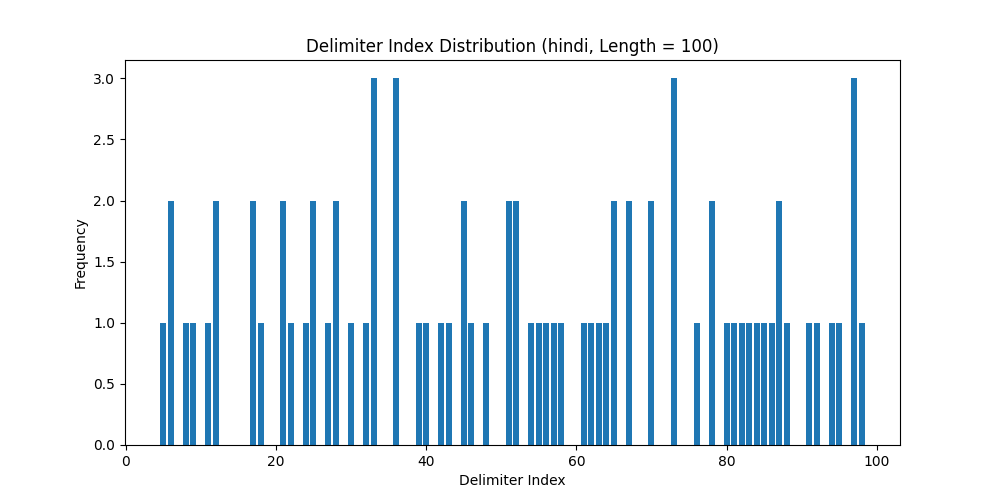 Delimiter Index Distribution (hindi, Length = 100)
3.0
2.5
2.0
1.5
1.0
0.5
0.0
Frequency
0 20 40 60 80 100
Delimiter Index